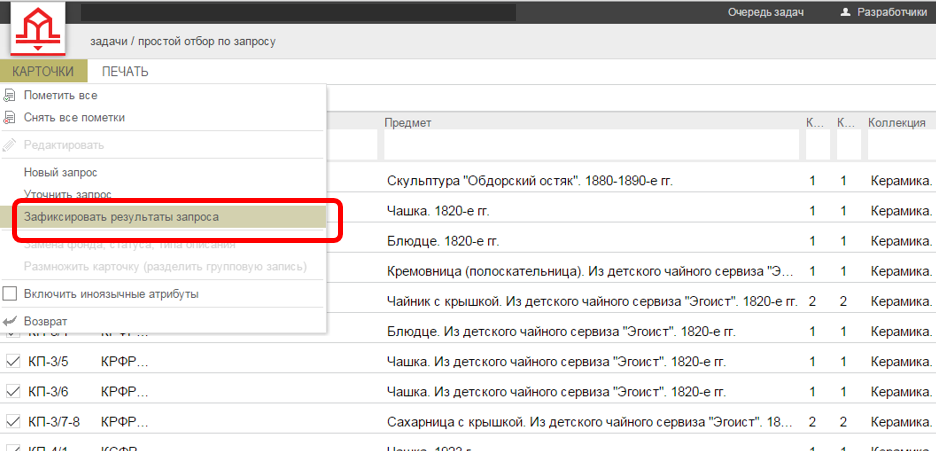 Очередь задач Разработчики
задачи / простой отбор по запросу
КАРТОЧКИ ПЕЧАТЬ
Пометить все
Снять все пометки
Редактировать
Новый запрос
Уточнить запрос
Зафиксировать результаты запроса
Замена фонда, статуса, типа описания
Размножить карточку (разделить групповую запись)
Включить иноязычные атрибуты
Возврат
Предмет К... К... Коллекция
Скульптура "Обдорский остяк". 1880-1890-е гг. 1 1 Керамика.
Чашка. 1820-е гг. 1 1 Керамика.
Блюдце. 1820-е гг. 1 1 Керамика.
Кремовница (полоскательница). Из детского чайного сервиза "Э... 1 1 Керамика.
Чайник с крышкой. Из детского чайного сервиза "Эгоист". 1820-е гг. 2 2 Керамика.
Блюдце. Из детского чайного сервиза "Эгоист". 1820-е гг. 1 1 Керамика.
КП-3/5 КРФР... Чашка. Из детского чайного сервиза "Эгоист". 1820-е гг. 1 1 Керамика.
КП-3/6 КРФР... Чашка. Из детского чайного сервиза "Эгоист". 1820-е гг. 1 1 Керамика.
КП-3/7-8 КРФР... Сахарница с крышкой. Из детского чайного сервиза "Эгоист". 18... 2 2 Керамика.